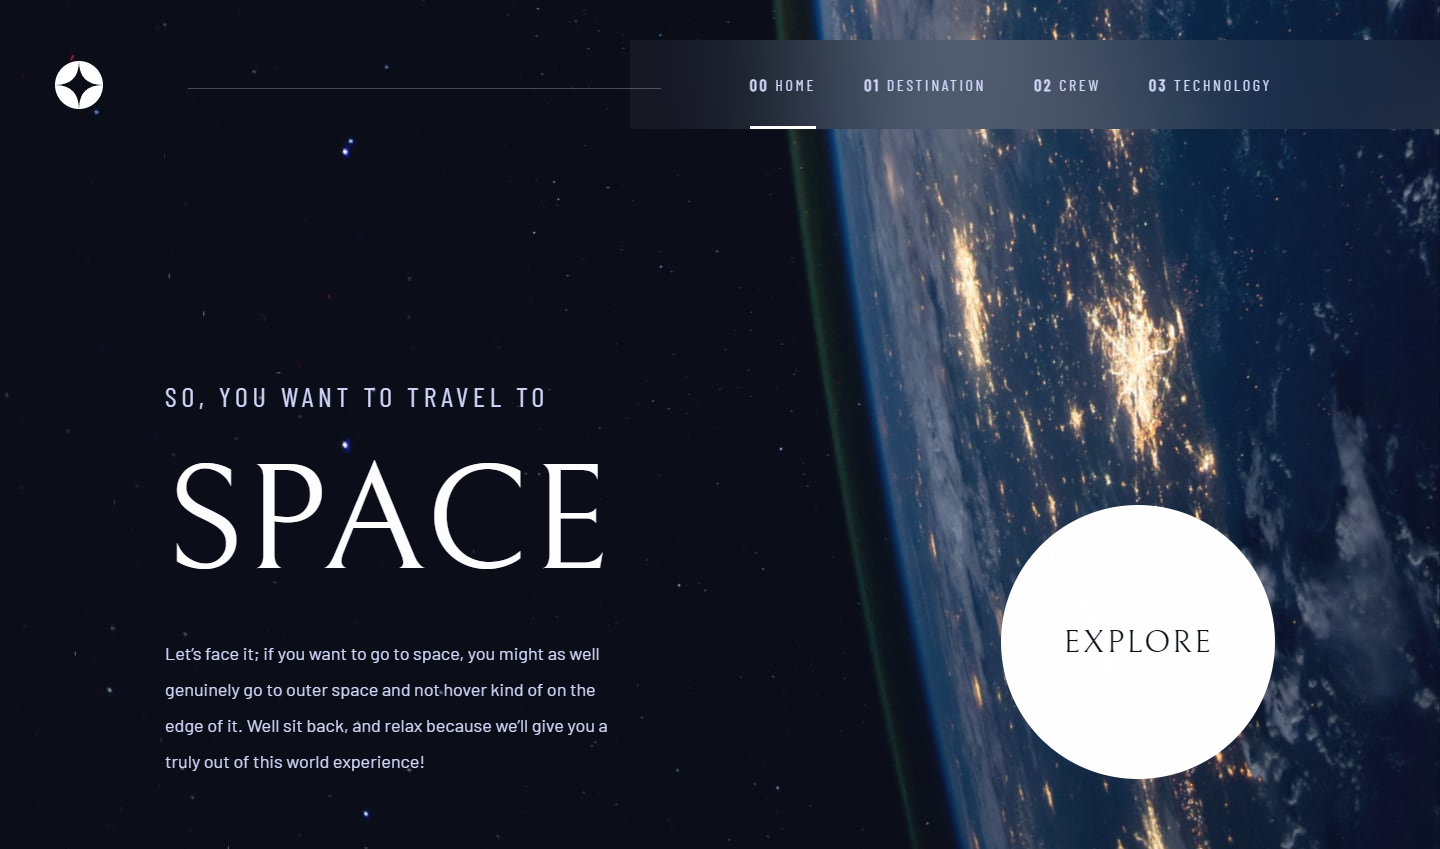 00 HOME 01 DESTINATION 02 CREW 03 TECHNOLOGY
SO, YOU WANT TO TRAVEL TO
SPACE
Let’s face it; if you want to go to space, you might as well
genuinely go to outer space and not hover kind of on the
edge of it. Well sit back, and relax because we’ll give you a
truly out of this world experience!
EXPLORE